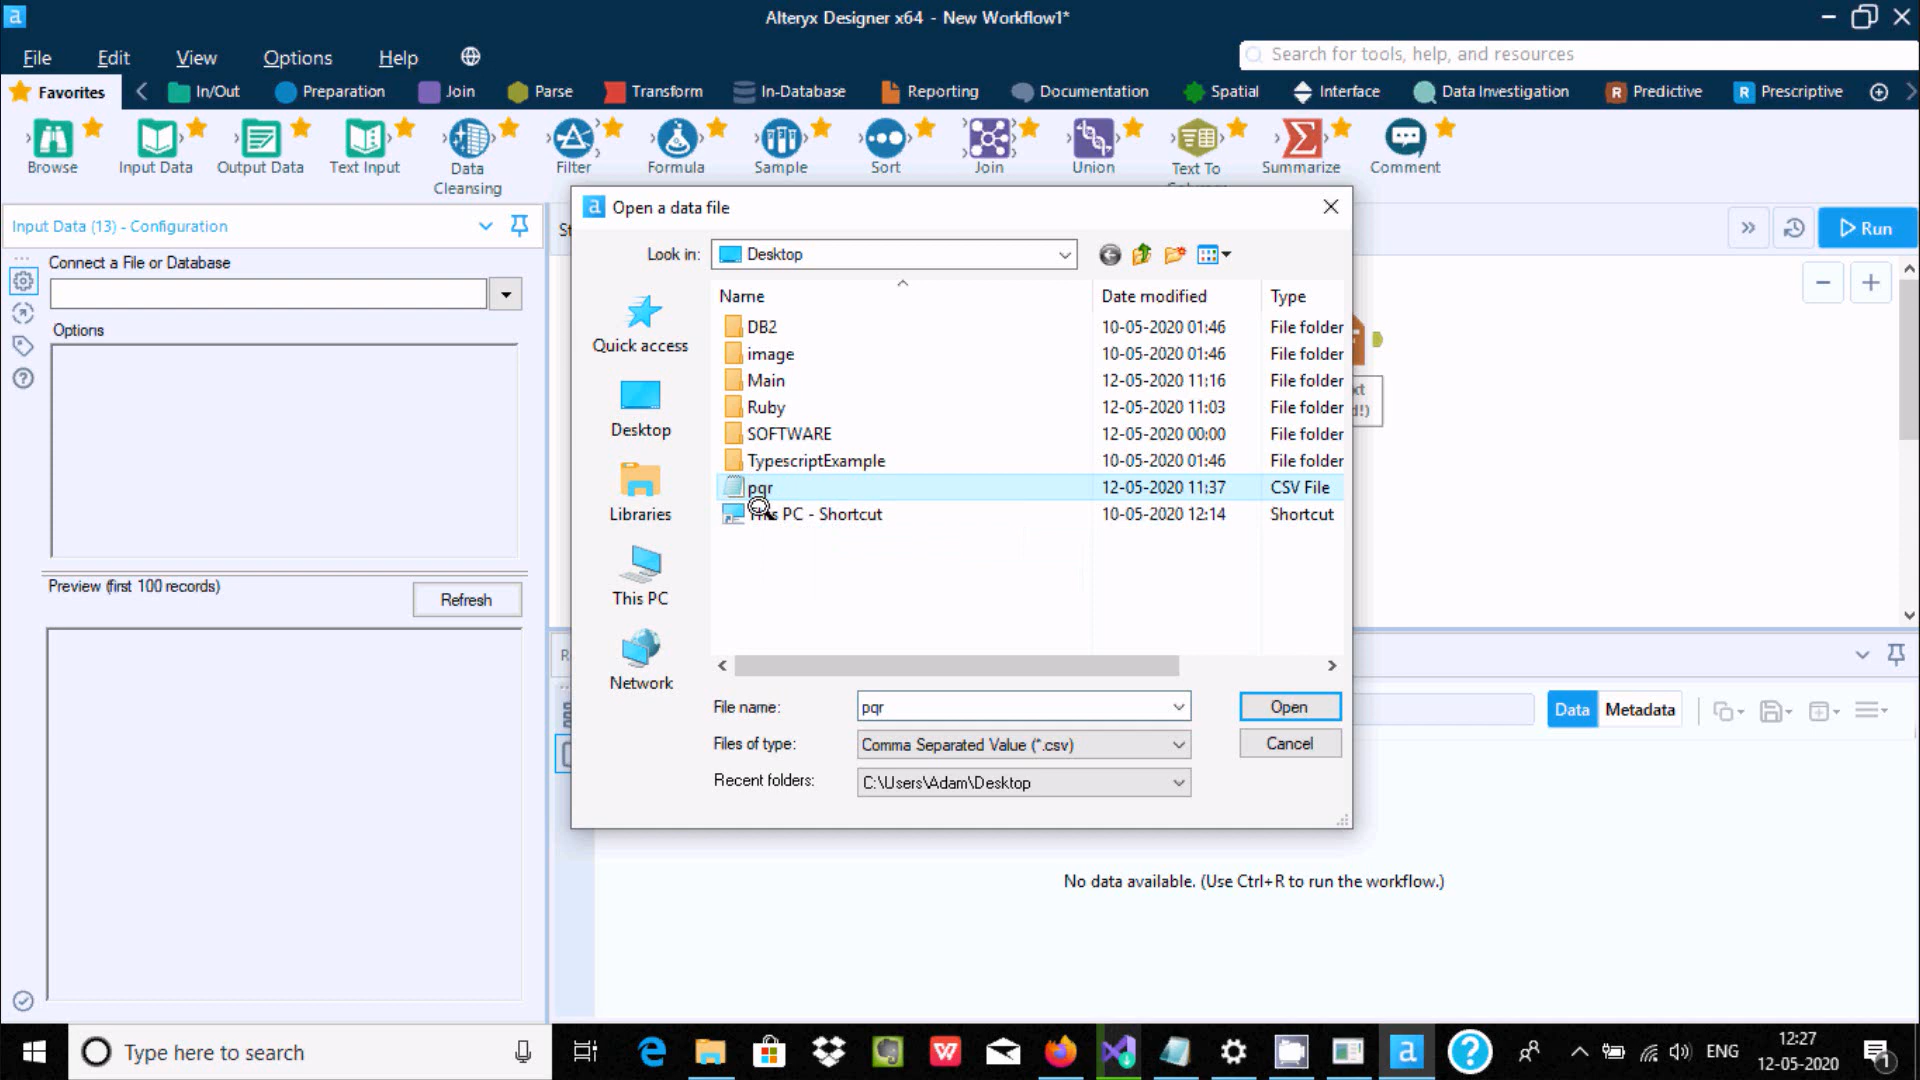 a
Alteryx Designer x64 - New Workflow1*
File Edit View Options Help
Search for tools, help, and resources
Favorites In/Out Preparation Join Parse Transform In-Database Reporting Documentation Spatial Interface Data Investigation Predictive Prescriptive
Browse Input Data Output Data Text Input Data Cleansing Filter Formula Sample Sort Join Union Text To Summarize Comment
Input Data (13) - Configuration
Connect a File or Database
Options
Preview (first 100 records)
Refresh
Open a data file
Look in: Desktop
Quick access
Desktop
Libraries
This PC
Network
Name Date modified Type
DB2 10-05-2020 01:46 File folder
image 10-05-2020 01:46 File folder
Main 12-05-2020 11:16 File folder
Ruby 12-05-2020 11:03 File folder
SOFTWARE 12-05-2020 00:00 File folder
TypescriptExample 10-05-2020 01:46 File folder
pqr 12-05-2020 11:37 CSV File
This PC - Shortcut 10-05-2020 12:14 Shortcut
File name: pqr Open
Files of type: Comma Separated Value (*.csv) Cancel
Recent folders: C:\Users\Adam\Desktop
Run
Data Metadata
No data available. (Use Ctrl+R to run the workflow.)
Type here to search
ENG
12:27
12-05-2020
1